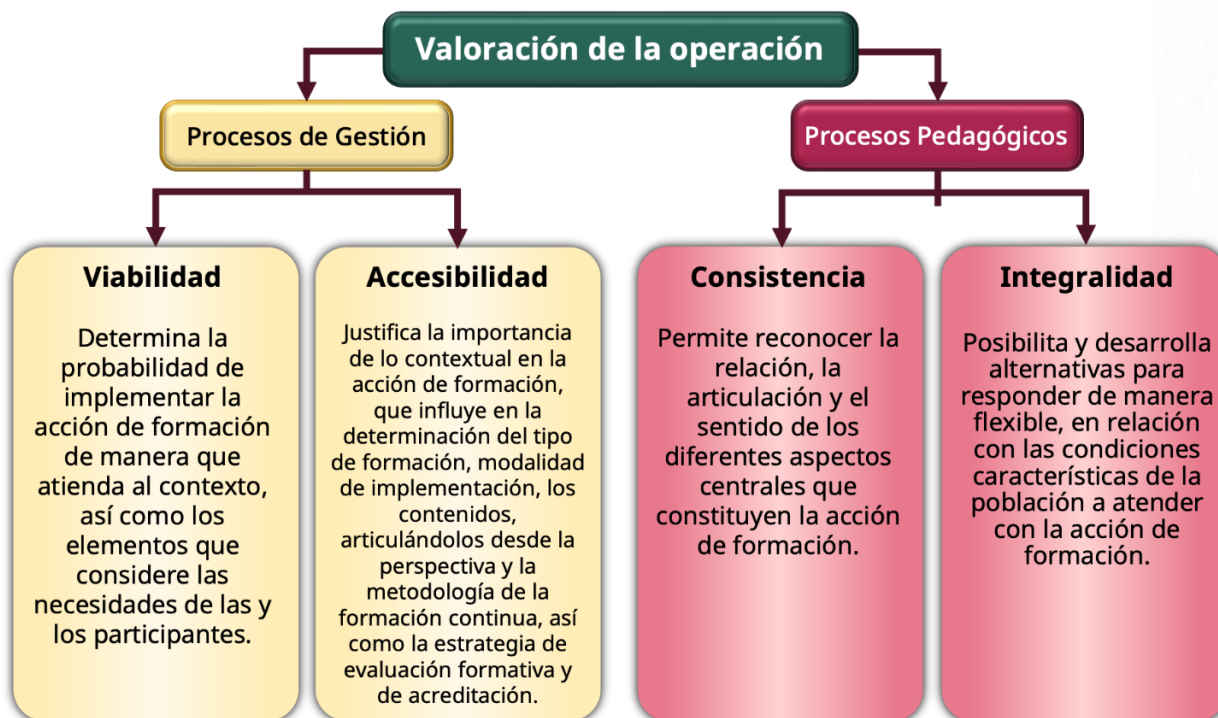 Valoración de la operación
Procesos de Gestión
Procesos Pedagógicos
Viabilidad
Determina la
probabilidad de
implementar la
acción de formación
de manera que
atienda al contexto,
así como los
elementos que
considere las
necesidades de las y
los participantes.
Accesibilidad
Justifica la importancia
de lo contextual en la
acción de formación,
que influye en la
determinación del tipo
de formación, modalidad
de implementación, los
contenidos,
articulándolos desde la
perspectiva y la
metodología de la
formación continua, así
como la estrategia de
evaluación formativa y
de acreditación.
Consistencia
Permite reconocer la
relación, la
articulación y el
sentido de los
diferentes aspectos
centrales que
constituyen la acción
de formación.
Integralidad
Posibilita y desarrolla
alternativas para
responder de manera
flexible, en relación
con las condiciones
características de la
población a atender
con la acción de
formación.